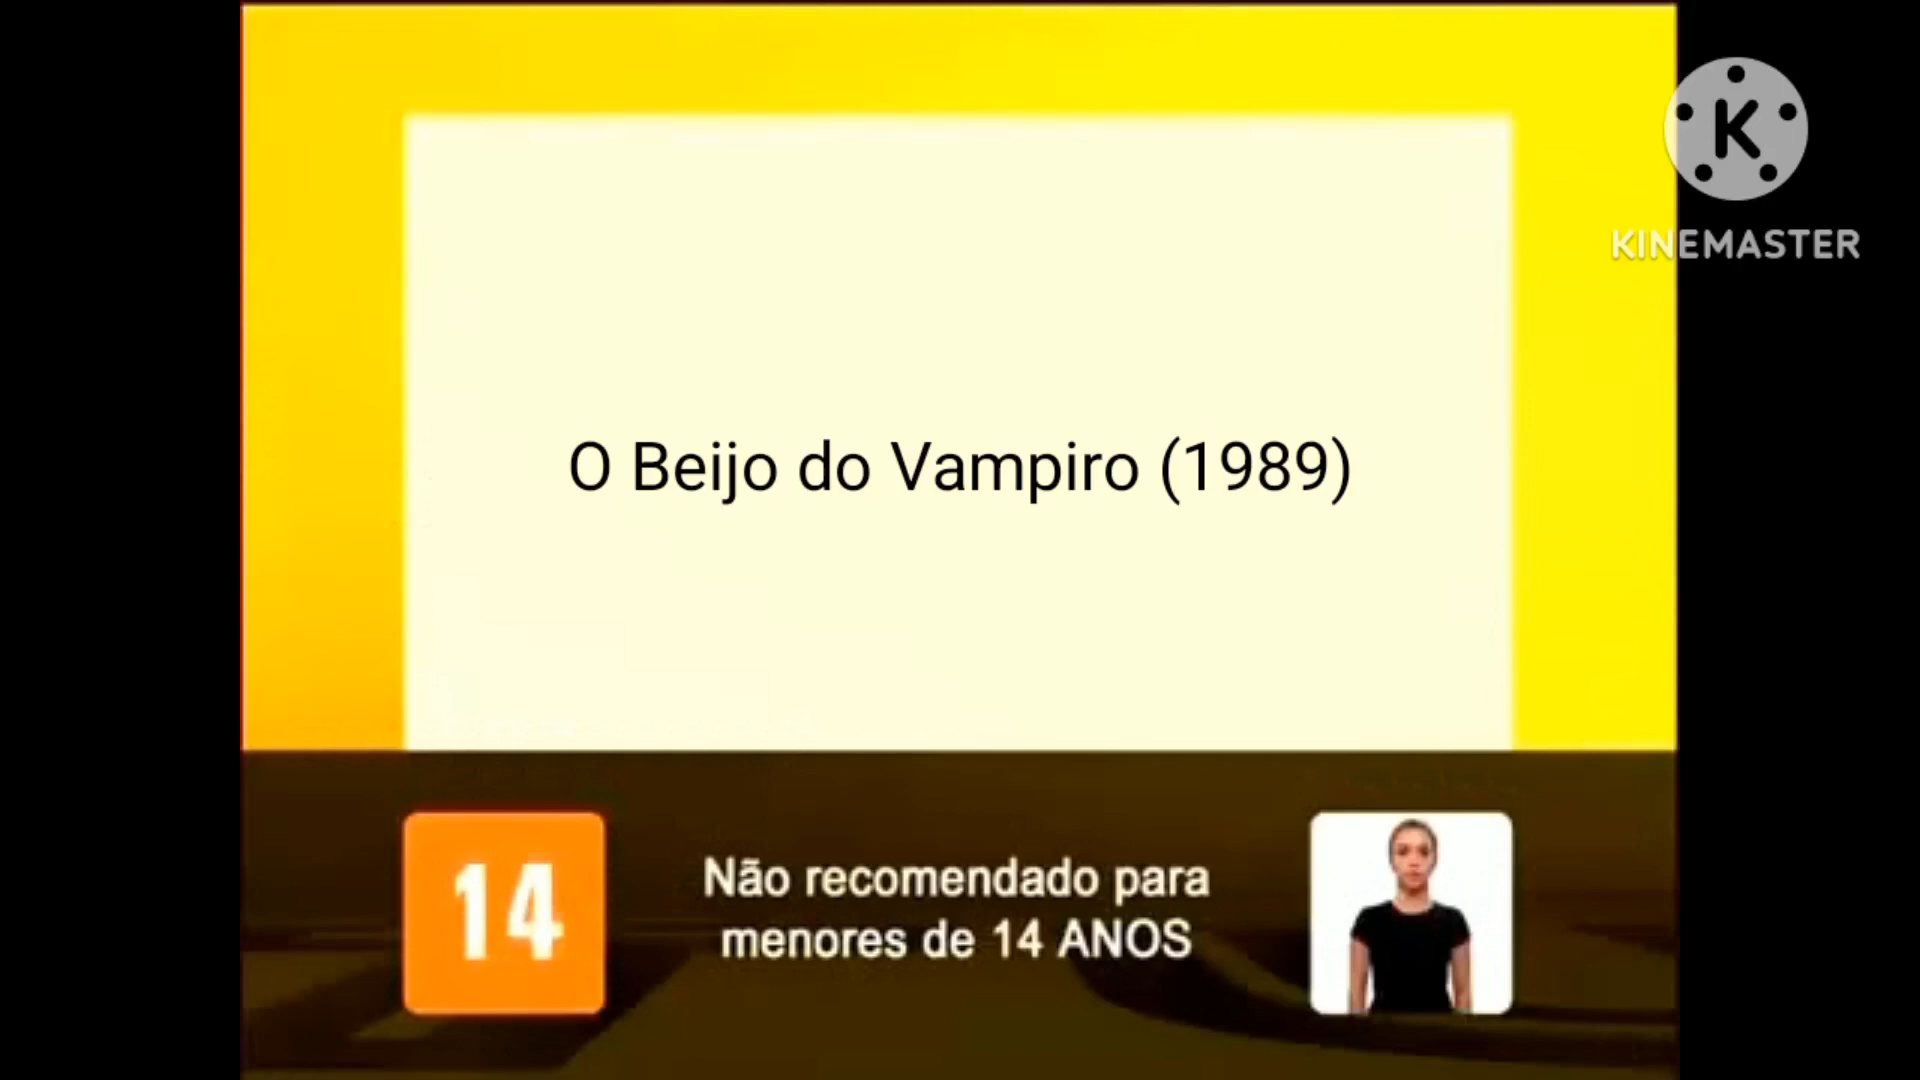 K
KINEMASTER
O Beijo do Vampiro (1989)
14
Não recomendado para
menores de 14 ANOS